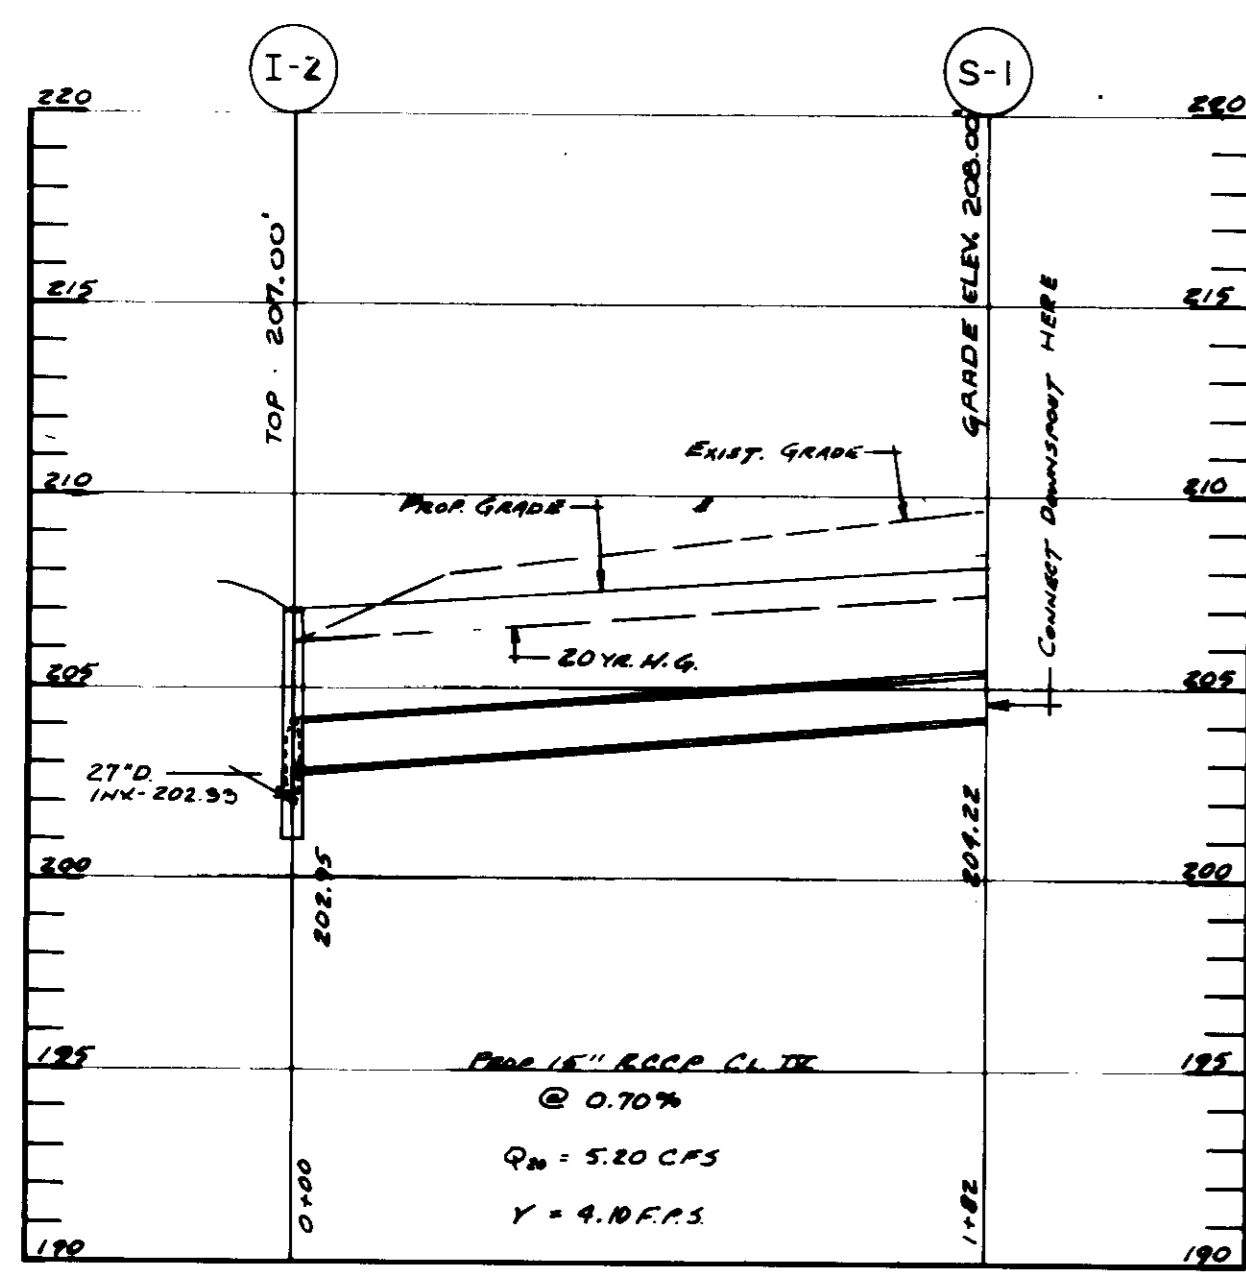 I-2
S-1
220
220
TOP 207.00'
GRADE ELEV. 208.00'
215
215
CONNECT DOWNSPOUT HERE
EXIST. GRADE
210
210
PROP. GRADE
20 YR. H.G.
205
205
27"D.
INV-202.33
202.95
204.22
200
200
195
195
PROP 15" RCCP CL. IV
@ 0.70%
Q20 = 5.20 CFS
V = 4.10 F.P.S.
0+00
1+82
190
190